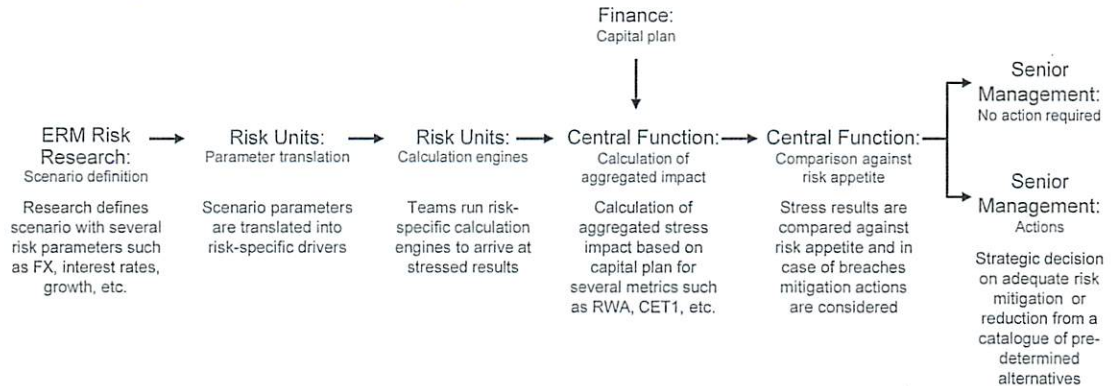 Finance:
Capital plan
ERM Risk
Research:
Scenario definition
Research defines
scenario with several
risk parameters such
as FX, interest rates,
growth, etc.
Risk Units:
Parameter translation
Scenario parameters
are translated into
risk-specific drivers
Risk Units:
Calculation engines
Teams run risk-
specific calculation
engines to arrive at
stressed results
Central Function:
Calculation of
aggregated impact
Calculation of
aggregated stress
impact based on
capital plan for
several metrics such
as RWA, CET1, etc.
Central Function:
Comparison against
risk appetite
Stress results are
compared against
risk appetite and in
case of breaches
mitigation actions
are considered
Senior
Management:
No action required
Senior
Management:
Actions
Strategic decision
on adequate risk
mitigation or
reduction from a
catalogue of pre-
determined
alternatives